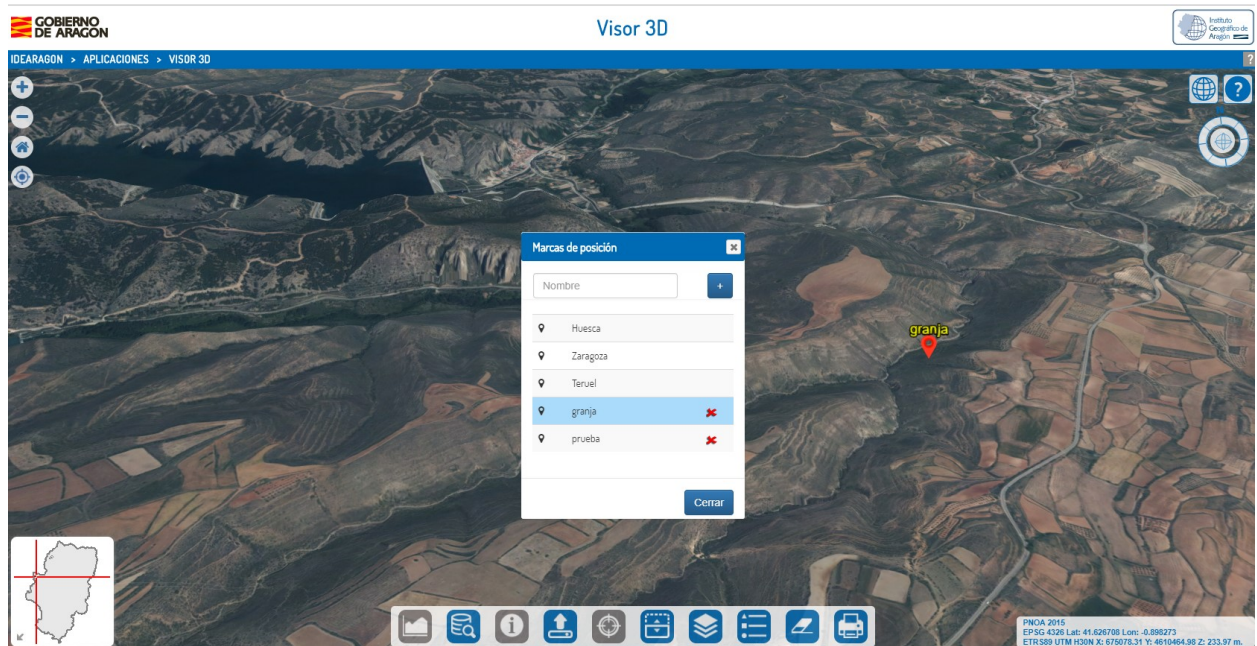 GOBIERNO
DE ARAGON
Visor 3D
Instituto
Geográfico de
Aragón
IDEARAGON > APLICACIONES > VISOR 3D
?
?
Marcas de posición
Nombre
+
Huesca
Zaragoza
Teruel
granja
prueba
Cerrar
granja
PNOA 2015
EPSG 4326 Lat: 41.626708 Lon: -0.898273
ETRS89 UTM H30N X: 675078.31 Y: 4610464.98 Z: 233.97 m.